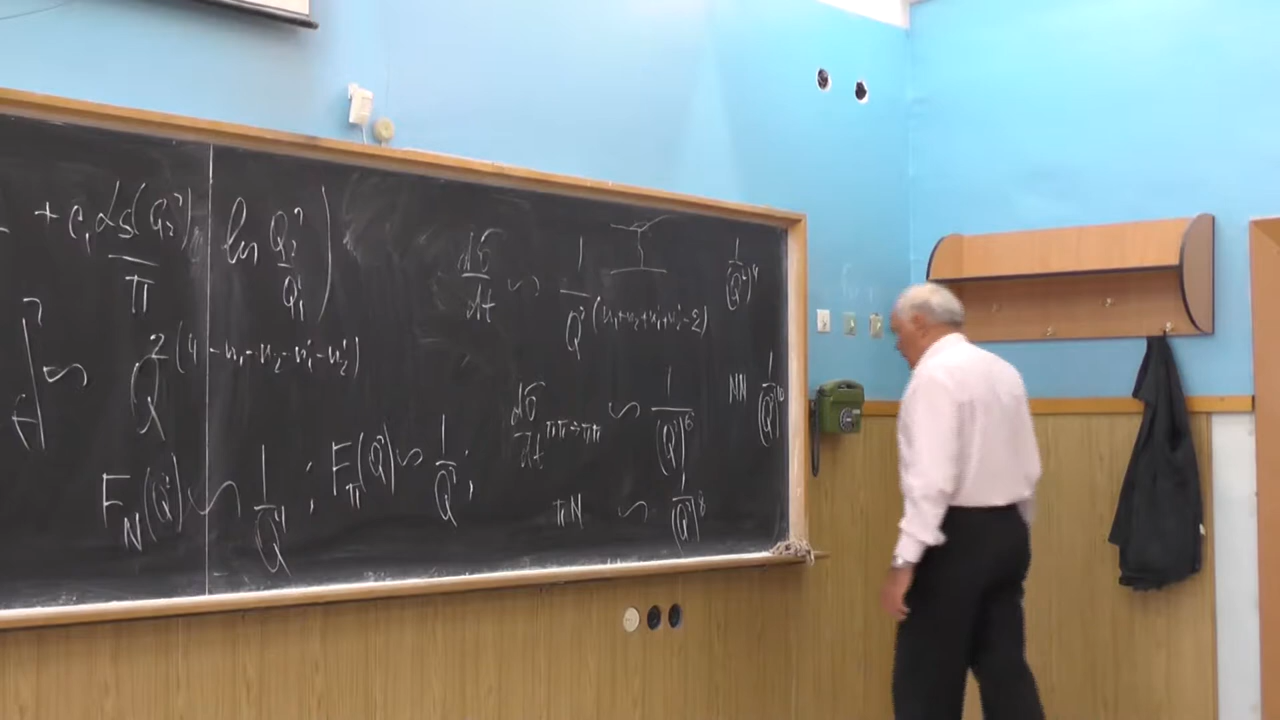 + e₁ αs(Q₂²)/π ln Q₂²/Q₁² )
~ Q²^(4-n₁-n₂-n₁'-n₂')
F_N(Q²) ~ 1/Q⁴ ; F_π(Q²) ~ 1/Q² ;
dσ/dt ~ 1/Q²^(n₁+n₂+n₁'+n₂'-2)
1/(Q²)⁴
dσ/dt ππ→ππ ~ 1/(Q²)⁶
NN 1/(Q²)¹⁰
πN ~ 1/(Q²)⁸